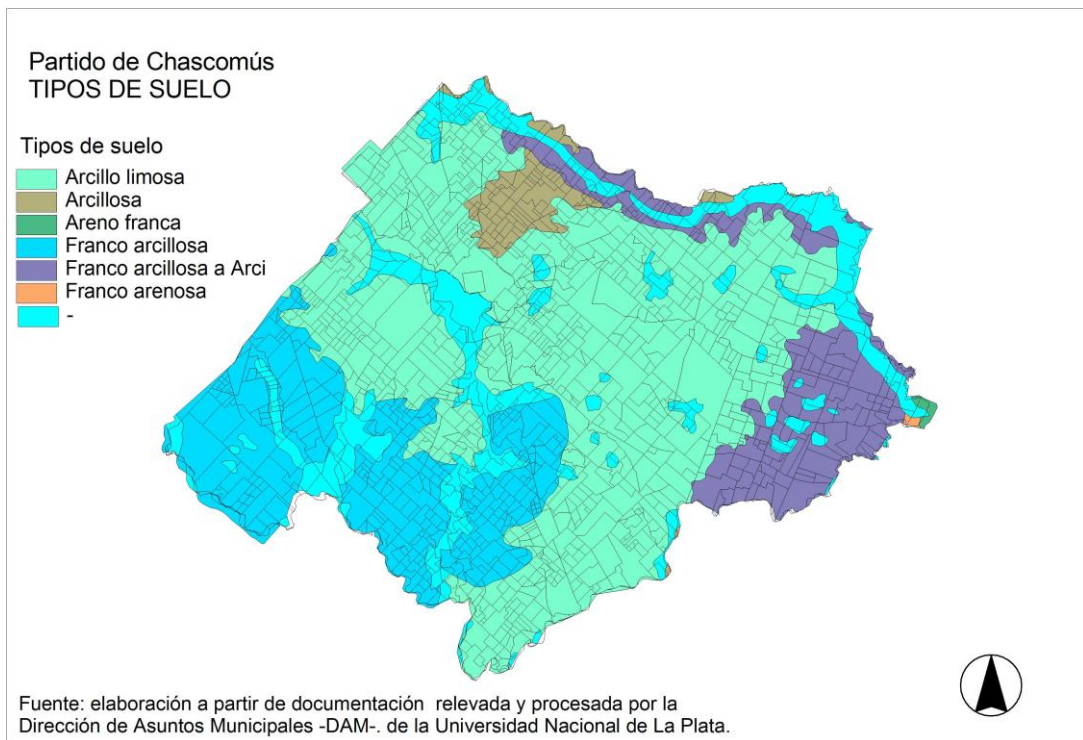 Partido de Chascomús
TIPOS DE SUELO
Tipos de suelo
Arcillo limosa
Arcillosa
Areno franca
Franco arcillosa
Franco arcillosa a Arci
Franco arenosa
-
Fuente: elaboración a partir de documentación relevada y procesada por la
Dirección de Asuntos Municipales -DAM-. de la Universidad Nacional de La Plata.